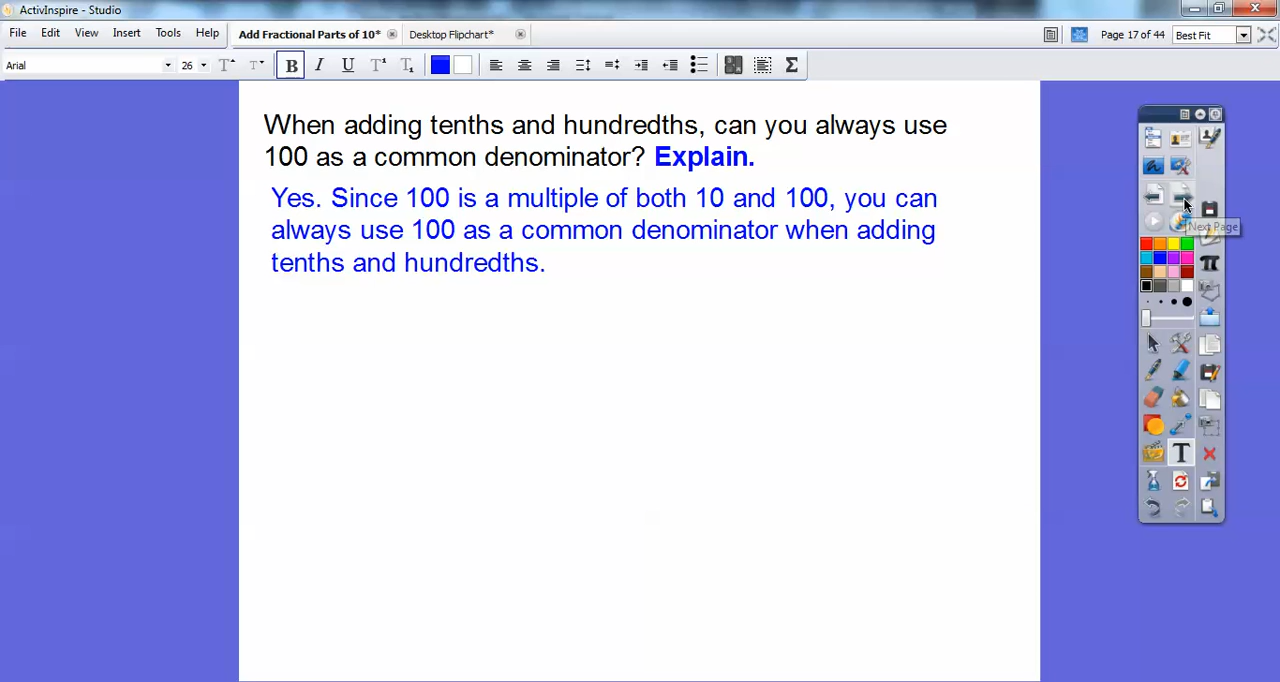 ActivInspire - Studio
File Edit View Insert Tools Help
Add Fractional Parts of 10* Desktop Flipchart*
Page 17 of 44 Best Fit
Arial 26 T T B I U T T Σ
When adding tenths and hundredths, can you always use
100 as a common denominator? Explain.
Yes. Since 100 is a multiple of both 10 and 100, you can
always use 100 as a common denominator when adding
tenths and hundredths.
Next Page